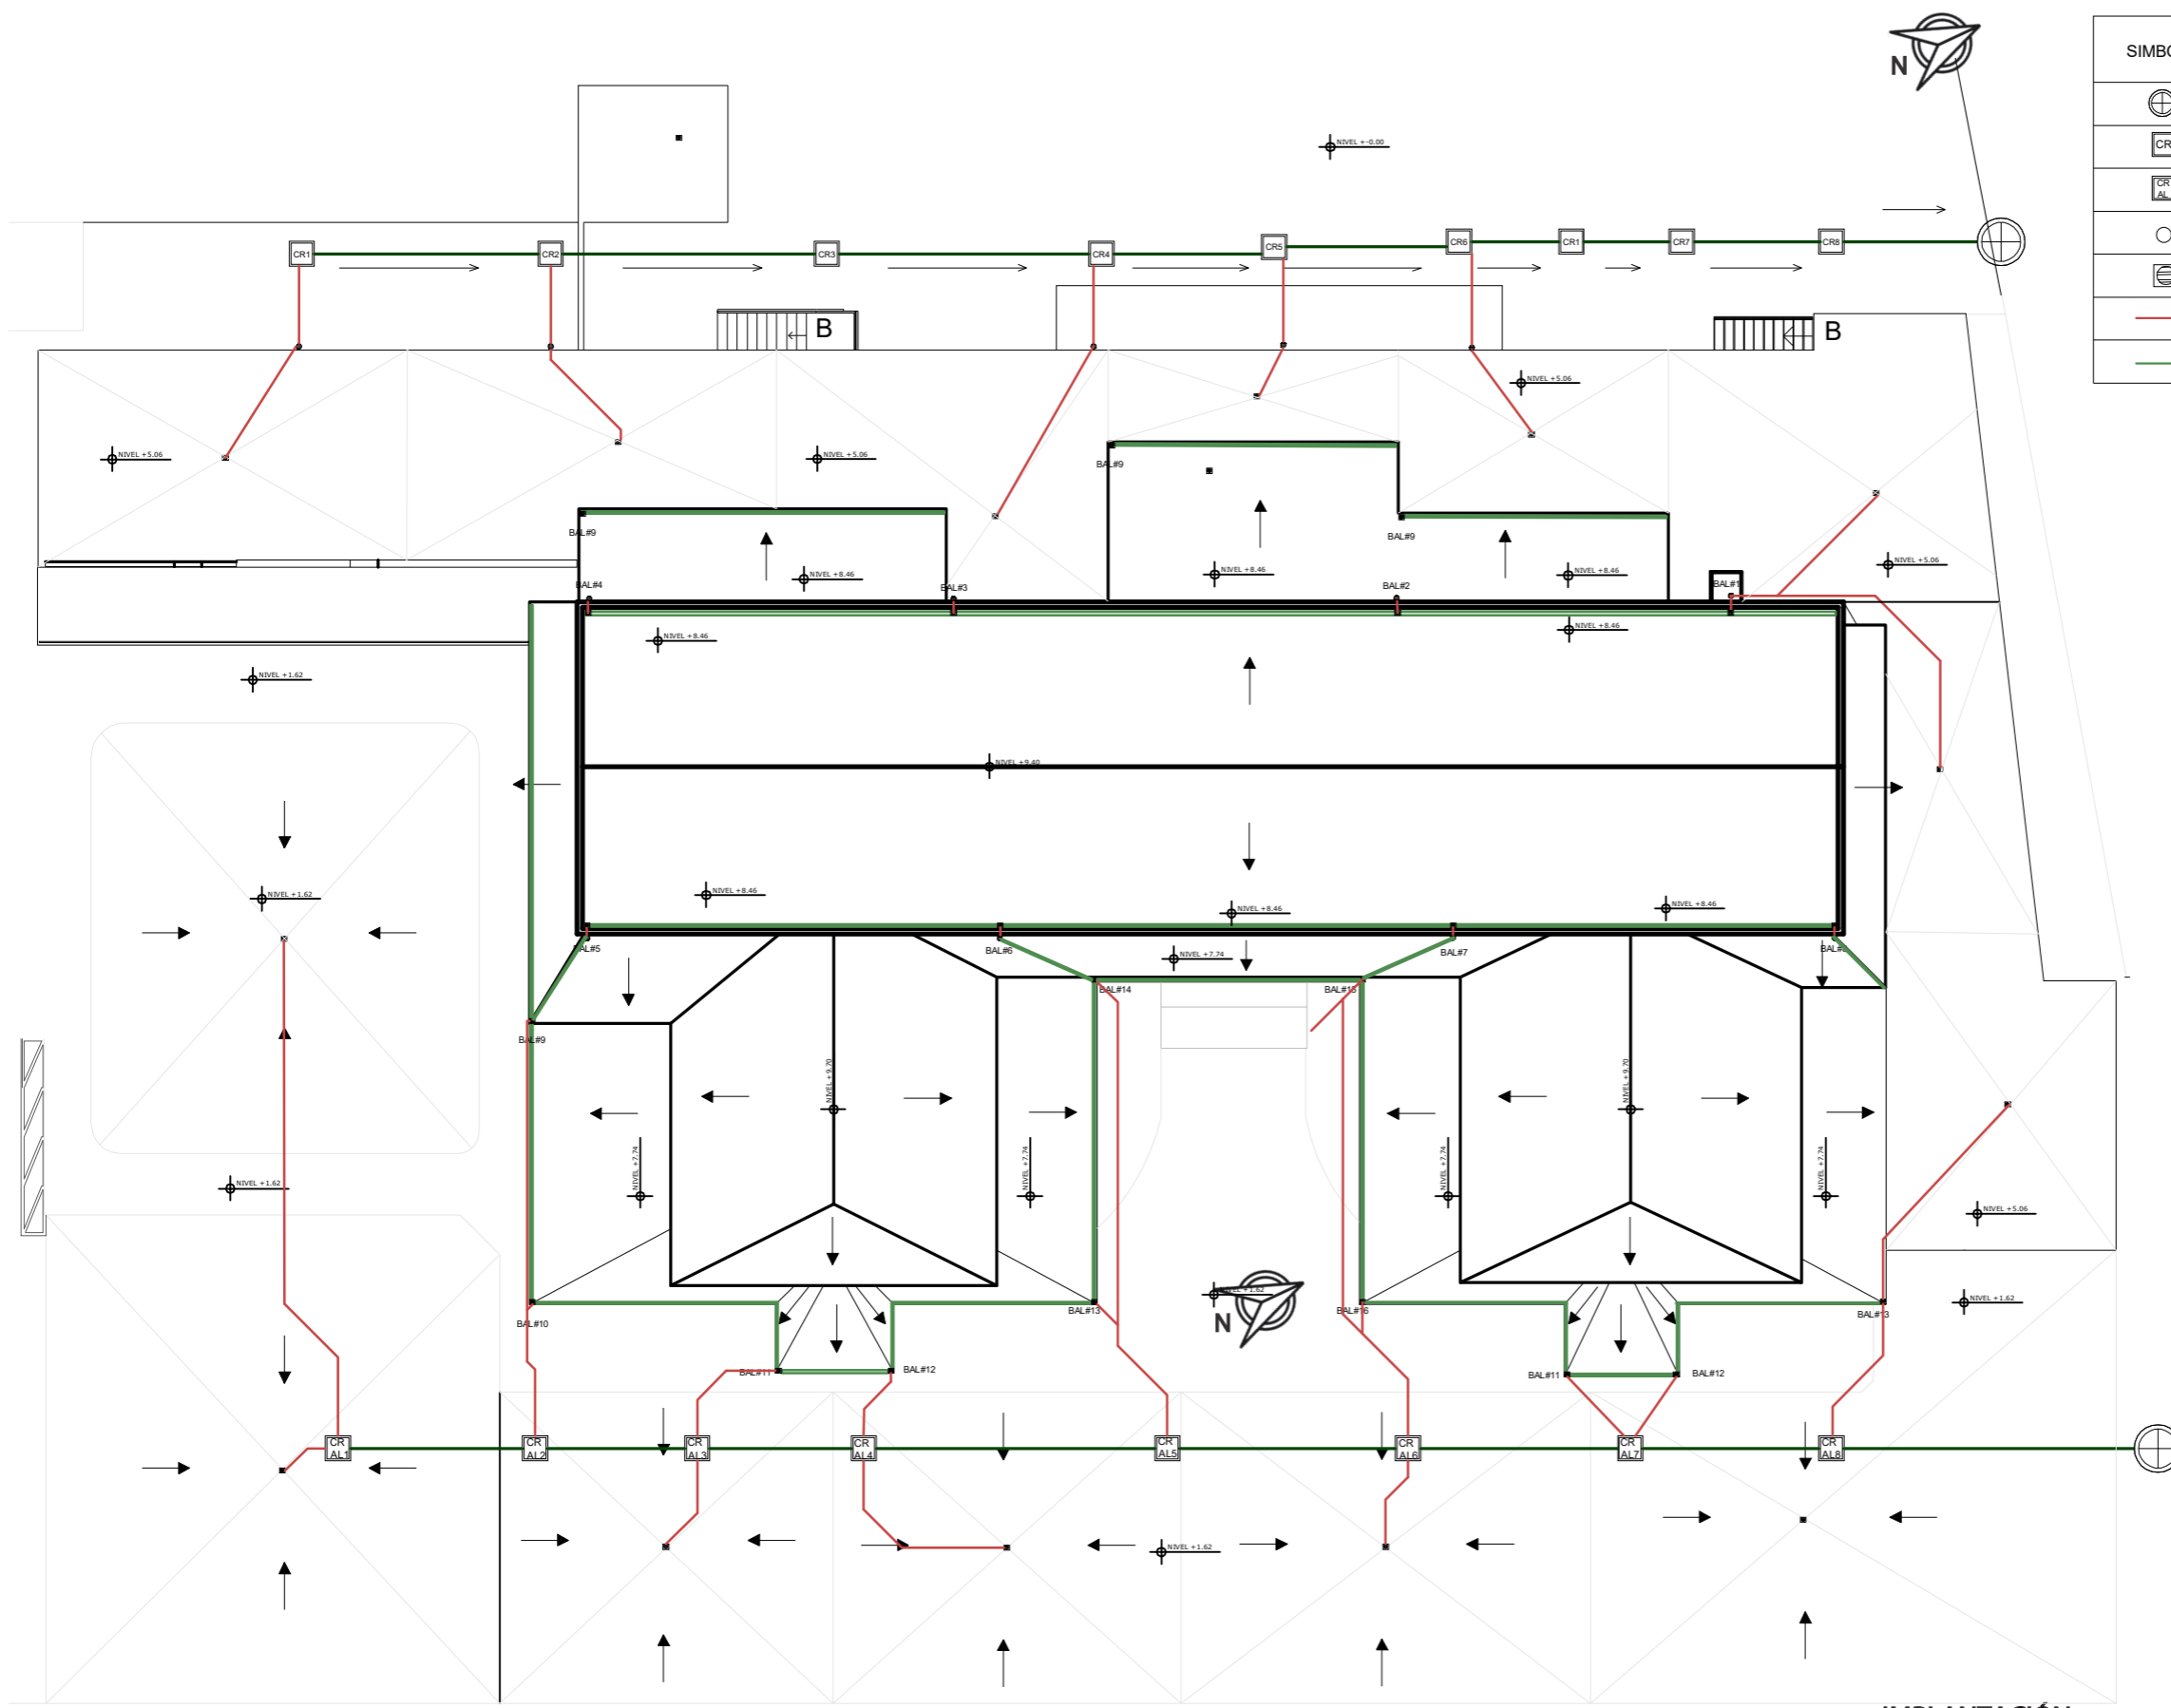 N
SIMBO
NIVEL +-0.00
CR
CR
AL
CR1
CR2
CR3
CR4
CR5
CR6
CR1
CR7
CR8
B
B
NIVEL +5.06
NIVEL +5.06
NIVEL +5.06
BAL#9
BAL#9
BAL#9
NIVEL +8.46
NIVEL +8.46
NIVEL +8.46
NIVEL +5.06
BAL#4
BAL#3
BAL#2
BAL#1
NIVEL +8.46
NIVEL +8.46
NIVEL +1.62
NIVEL +9.40
NIVEL +1.62
NIVEL +8.46
NIVEL +8.46
NIVEL +8.46
BAL#5
BAL#6
BAL#7
NIVEL +7.74
BAL#14
BAL#9
NIVEL +9.70
NIVEL +9.70
NIVEL +7.74
NIVEL +7.74
NIVEL +7.74
NIVEL +7.74
NIVEL +1.62
NIVEL +5.06
N
NIVEL +1.62
BAL#10
BAL#13
BAL#16
BAL#13
BAL#11
BAL#12
BAL#11
BAL#12
CR
AL1
CR
AL2
CR
AL3
CR
AL4
CR
AL5
CR
AL6
CR
AL7
CR
AL8
NIVEL +1.62